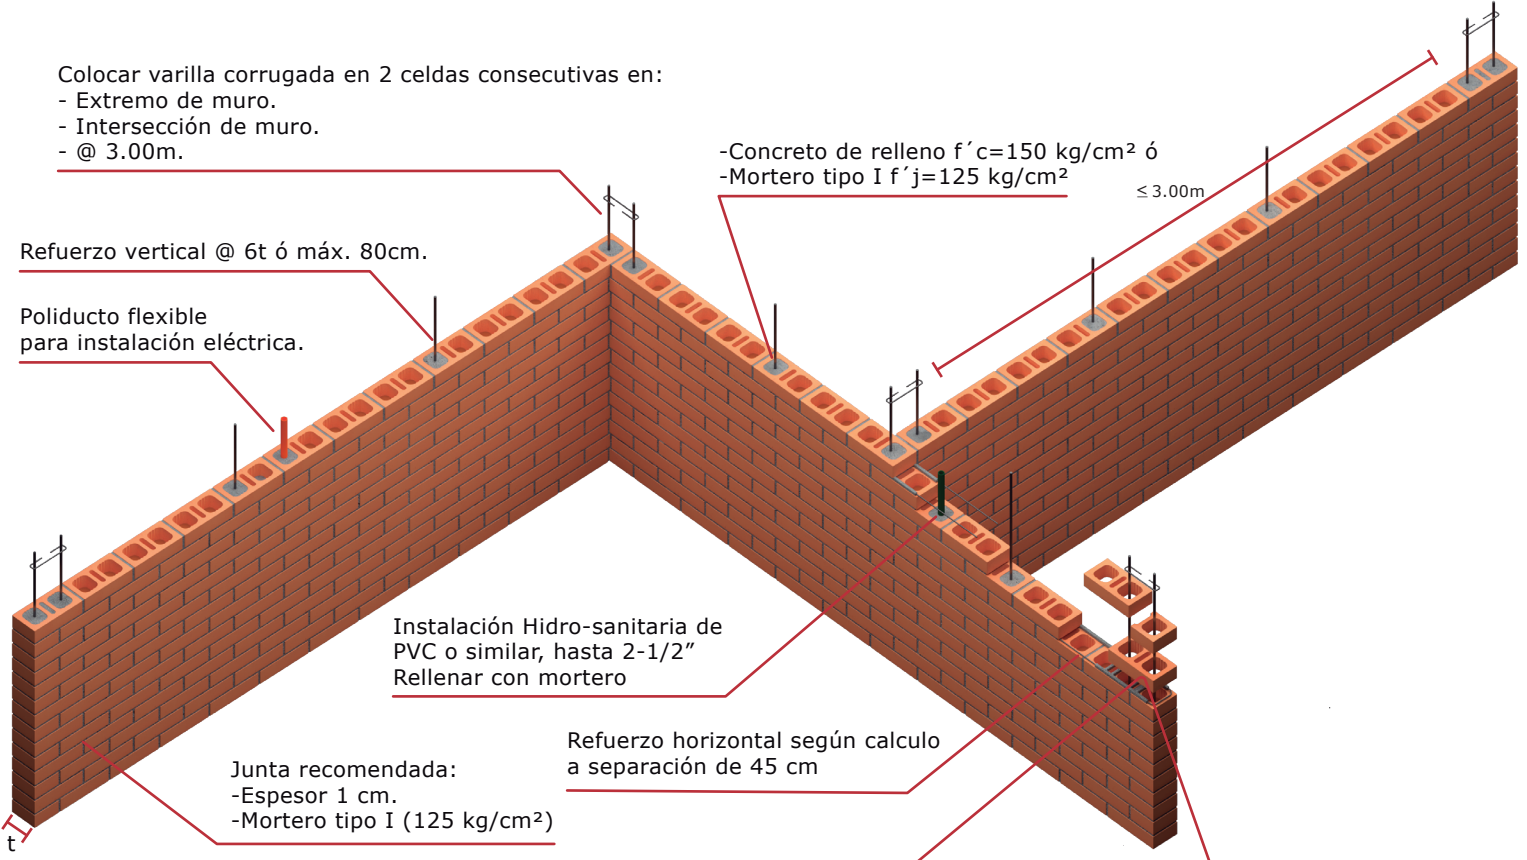 Colocar varilla corrugada en 2 celdas consecutivas en:
- Extremo de muro.
- Intersección de muro.
- @ 3.00m.
-Concreto de relleno f´c=150 kg/cm² ó
-Mortero tipo I f´j=125 kg/cm²
≤ 3.00m
Refuerzo vertical @ 6t ó máx. 80cm.
Poliducto flexible
para instalación eléctrica.
Instalación Hidro-sanitaria de
PVC o similar, hasta 2-1/2”
Rellenar con mortero
Refuerzo horizontal según calculo
a separación de 45 cm
Junta recomendada:
-Espesor 1 cm.
-Mortero tipo I (125 kg/cm²)
t